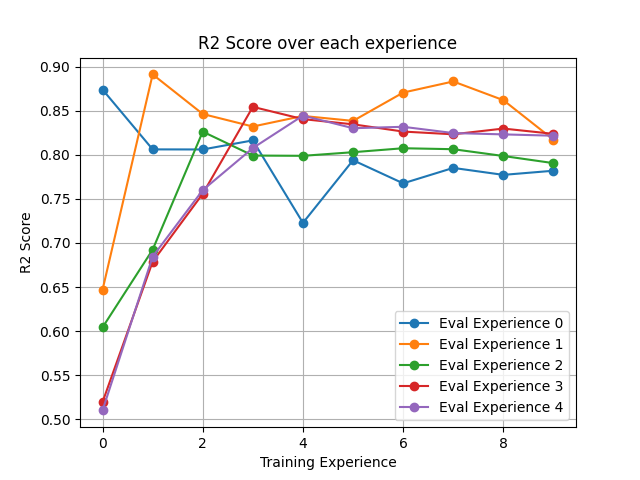 R2 Score over each experience
0.90
0.85
0.80
0.75
0.70
0.65
0.60
0.55
0.50
R2 Score
0
2
4
6
8
Training Experience
Eval Experience 0
Eval Experience 1
Eval Experience 2
Eval Experience 3
Eval Experience 4